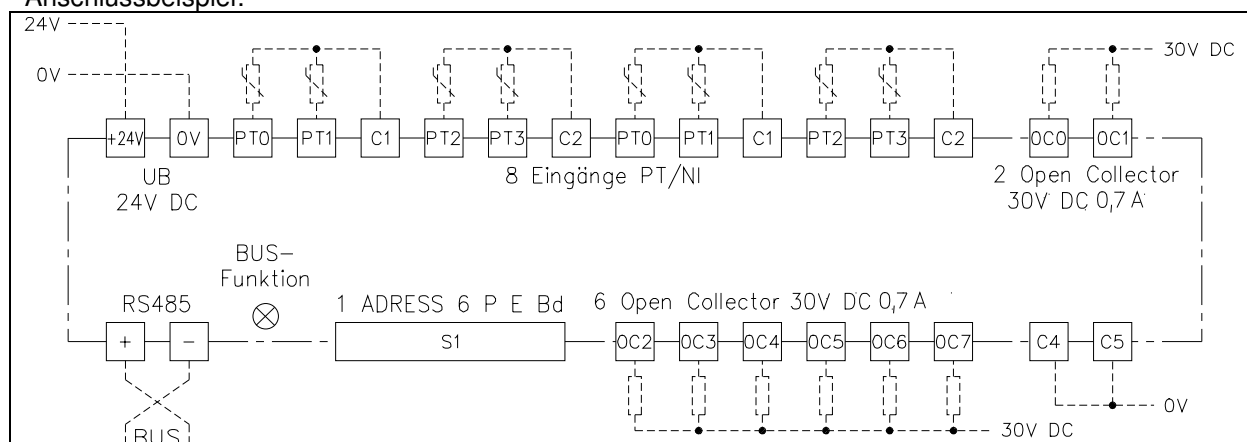 Anschlussbeispiel:
24V
0V
30V DC
+24V 0V PT0 PT1 C1 PT2 PT3 C2 PT0 PT1 C1 PT2 PT3 C2 OC0 OC1
UB
24V DC
8 Eingänge PT/NI
2 Open Collector
30V DC 0,7A
BUS-
Funktion
RS485
1 ADRESS 6 P E Bd
6 Open Collector 30V DC 0,7A
+ - S1 OC2 OC3 OC4 OC5 OC6 OC7 C4 C5
0V
BUS
30V DC